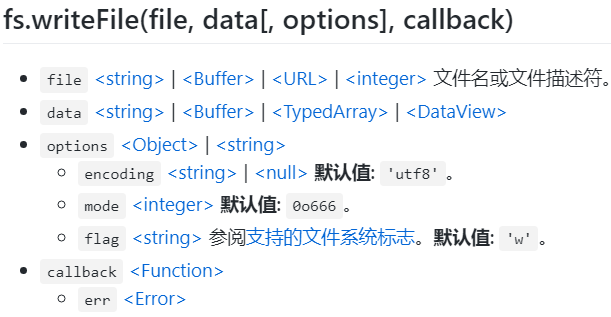 fs.writeFile(file, data[, options], callback)
file <string> | <Buffer> | <URL> | <integer> 文件名或文件描述符。
data <string> | <Buffer> | <TypedArray> | <DataView>
options <Object> | <string>
encoding <string> | <null> 默认值: 'utf8'。
mode <integer> 默认值: 0o666。
flag <string> 参阅支持的文件系统标志。默认值: 'w'。
callback <Function>
err <Error>